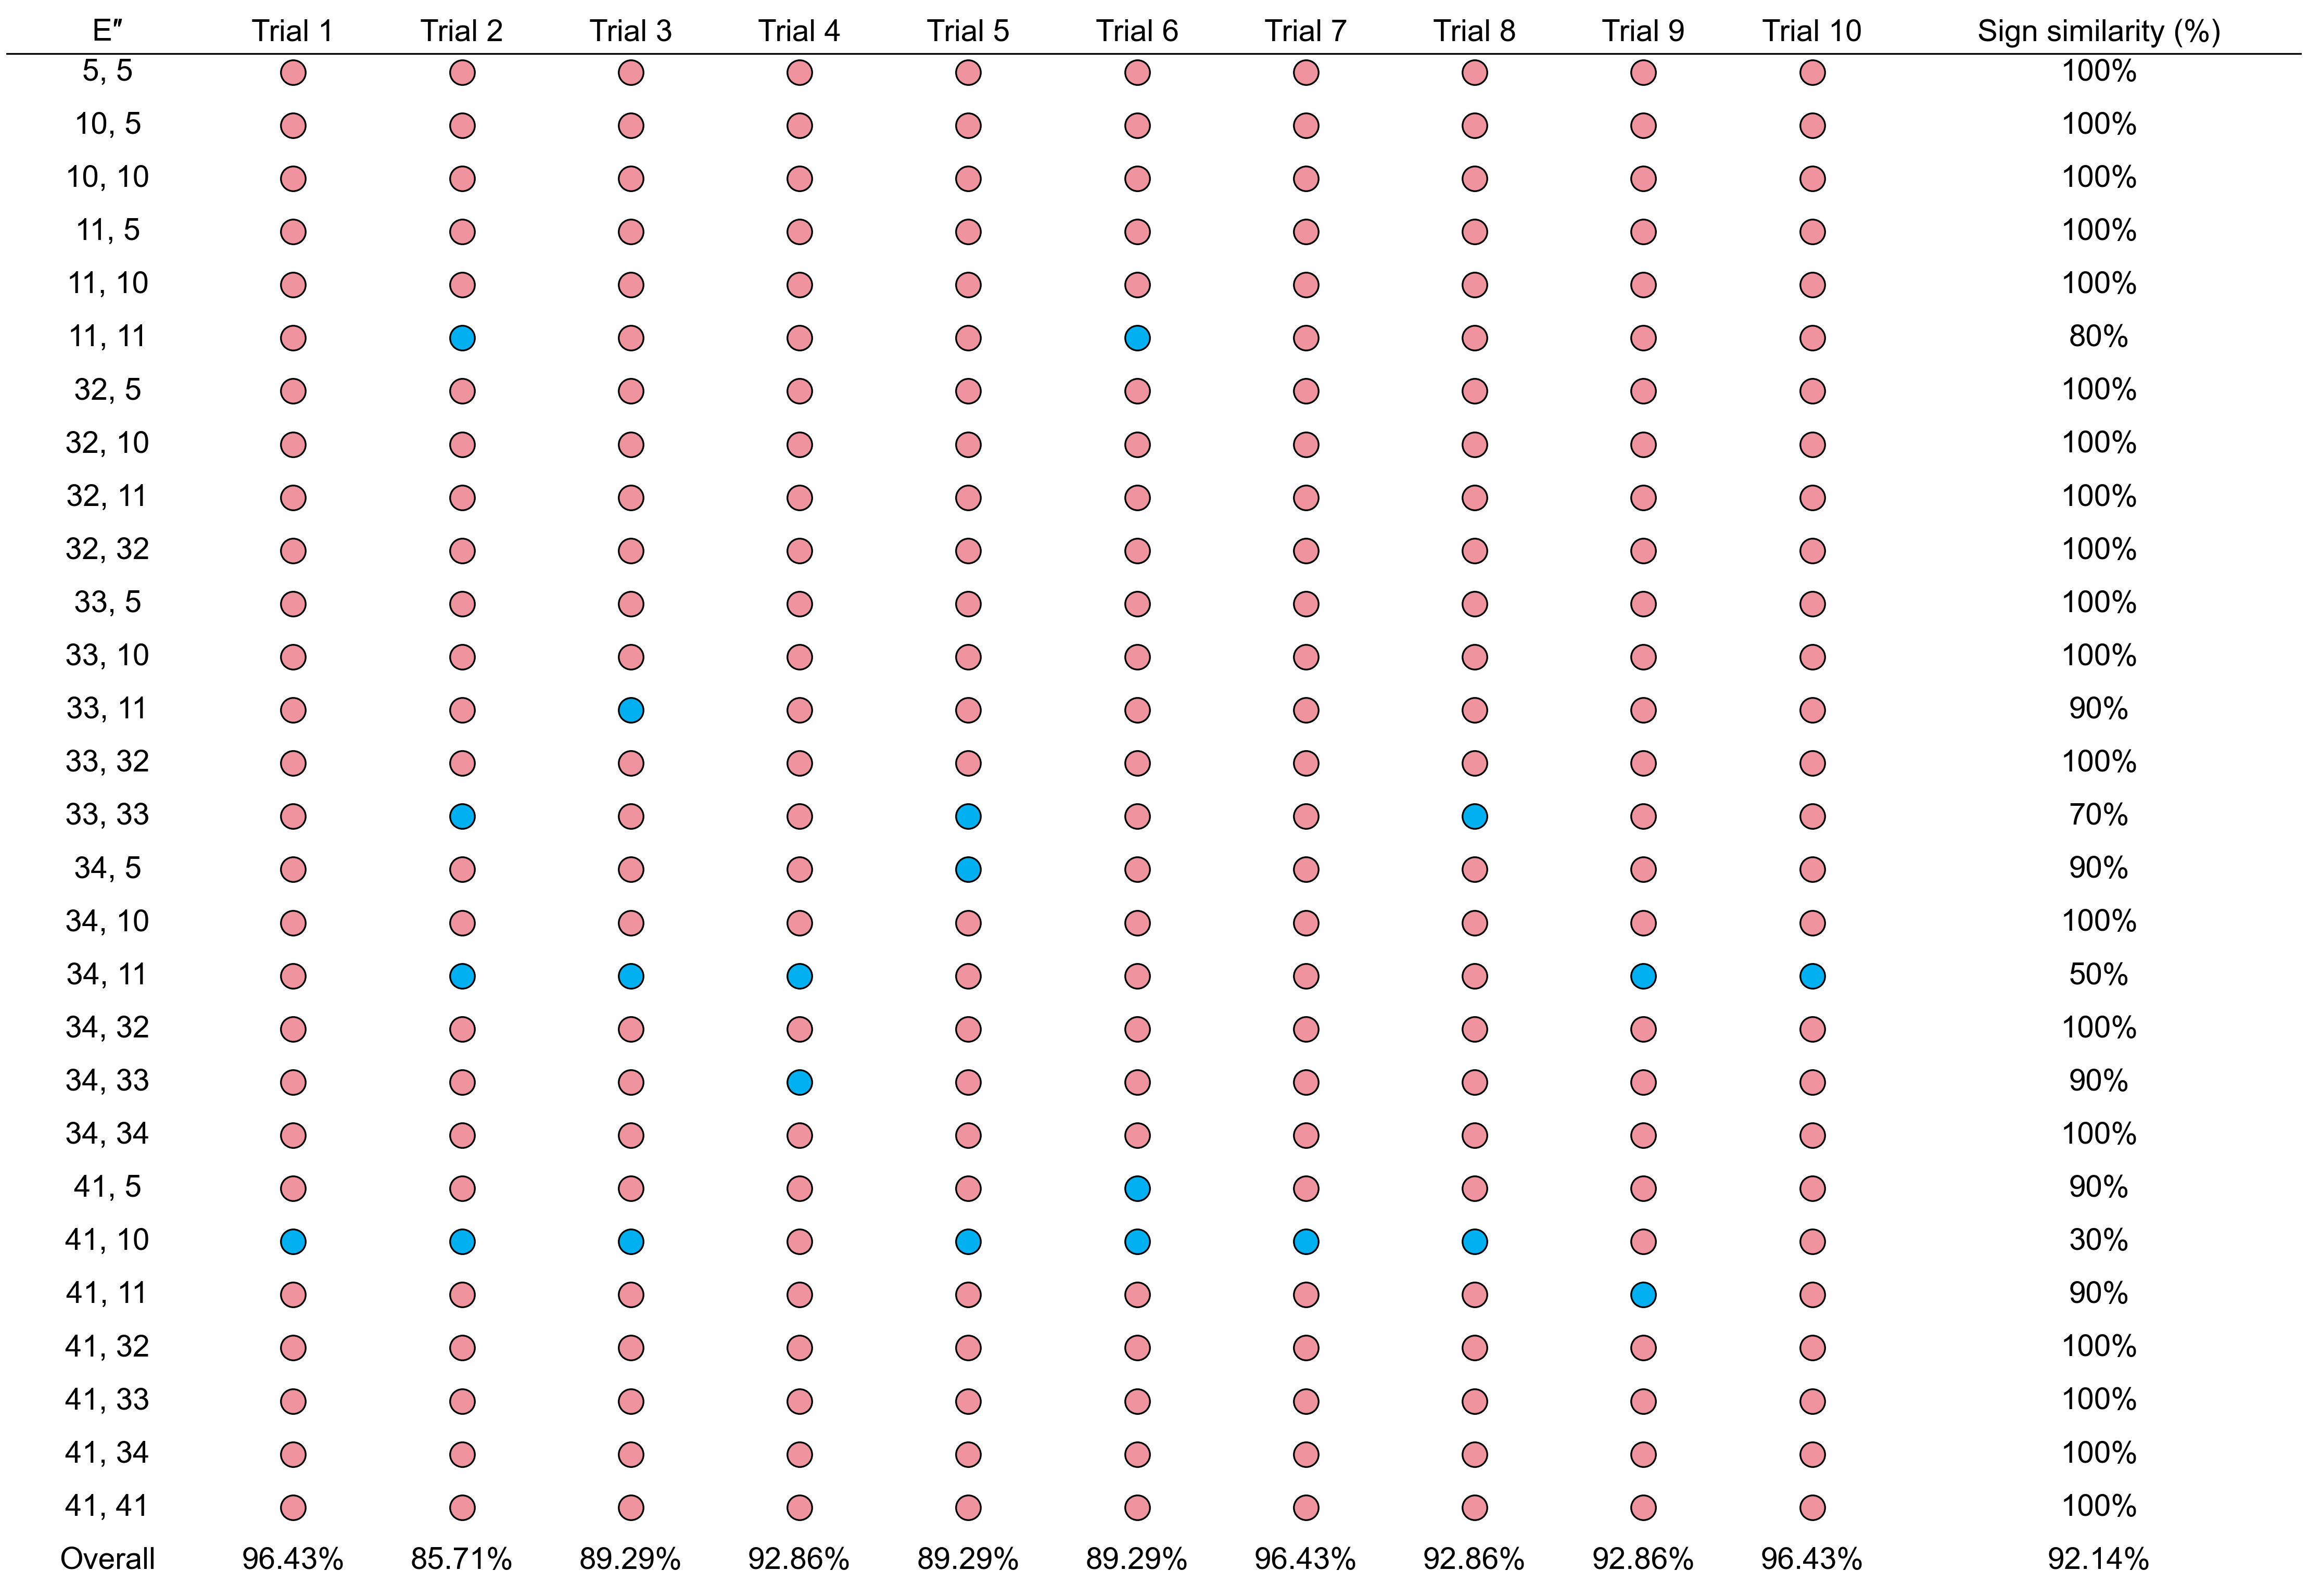 E″ Trial 1 Trial 2 Trial 3 Trial 4 Trial 5 Trial 6 Trial 7 Trial 8 Trial 9 Trial 10 Sign similarity (%)
5, 5 100%
10, 5 100%
10, 10 100%
11, 5 100%
11, 10 100%
11, 11 80%
32, 5 100%
32, 10 100%
32, 11 100%
32, 32 100%
33, 5 100%
33, 10 100%
33, 11 90%
33, 32 100%
33, 33 70%
34, 5 90%
34, 10 100%
34, 11 50%
34, 32 100%
34, 33 90%
34, 34 100%
41, 5 90%
41, 10 30%
41, 11 90%
41, 32 100%
41, 33 100%
41, 34 100%
41, 41 100%
Overall 96.43% 85.71% 89.29% 92.86% 89.29% 89.29% 96.43% 92.86% 92.86% 96.43% 92.14%